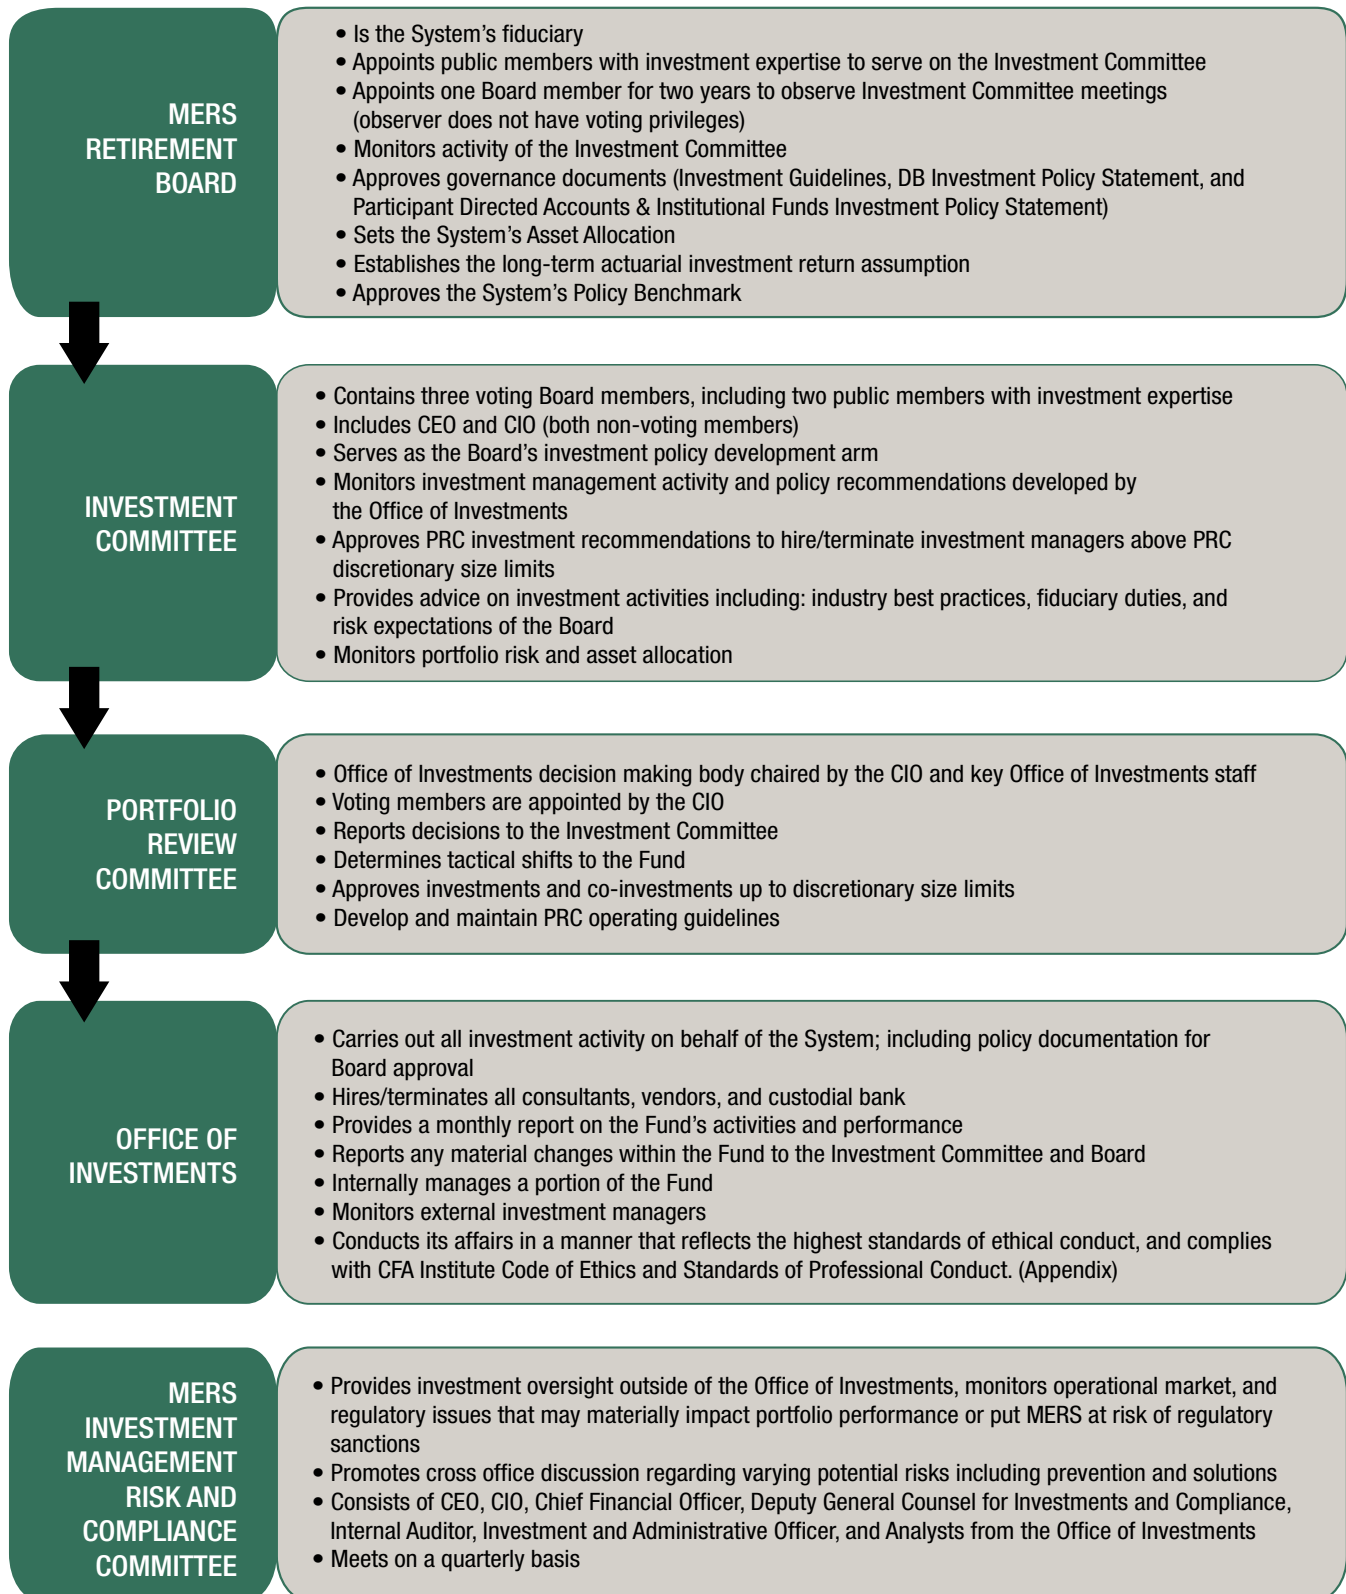 MERS
RETIREMENT
BOARD
• Is the System's fiduciary
• Appoints public members with investment expertise to serve on the Investment Committee
• Appoints one Board member for two years to observe Investment Committee meetings
(observer does not have voting privileges)
• Monitors activity of the Investment Committee
• Approves governance documents (Investment Guidelines, DB Investment Policy Statement, and
Participant Directed Accounts & Institutional Funds Investment Policy Statement)
• Sets the System's Asset Allocation
• Establishes the long-term actuarial investment return assumption
• Approves the System's Policy Benchmark
INVESTMENT
COMMITTEE
• Contains three voting Board members, including two public members with investment expertise
• Includes CEO and CIO (both non-voting members)
• Serves as the Board's investment policy development arm
• Monitors investment management activity and policy recommendations developed by
the Office of Investments
• Approves PRC investment recommendations to hire/terminate investment managers above PRC
discretionary size limits
• Provides advice on investment activities including: industry best practices, fiduciary duties, and
risk expectations of the Board
• Monitors portfolio risk and asset allocation
PORTFOLIO
REVIEW
COMMITTEE
• Office of Investments decision making body chaired by the CIO and key Office of Investments staff
• Voting members are appointed by the CIO
• Reports decisions to the Investment Committee
• Determines tactical shifts to the Fund
• Approves investments and co-investments up to discretionary size limits
• Develop and maintain PRC operating guidelines
OFFICE OF
INVESTMENTS
• Carries out all investment activity on behalf of the System; including policy documentation for
Board approval
• Hires/terminates all consultants, vendors, and custodial bank
• Provides a monthly report on the Fund's activities and performance
• Reports any material changes within the Fund to the Investment Committee and Board
• Internally manages a portion of the Fund
• Monitors external investment managers
• Conducts its affairs in a manner that reflects the highest standards of ethical conduct, and complies
with CFA Institute Code of Ethics and Standards of Professional Conduct. (Appendix)
MERS
INVESTMENT
MANAGEMENT
RISK AND
COMPLIANCE
COMMITTEE
• Provides investment oversight outside of the Office of Investments, monitors operational market, and
regulatory issues that may materially impact portfolio performance or put MERS at risk of regulatory
sanctions
• Promotes cross office discussion regarding varying potential risks including prevention and solutions
• Consists of CEO, CIO, Chief Financial Officer, Deputy General Counsel for Investments and Compliance,
Internal Auditor, Investment and Administrative Officer, and Analysts from the Office of Investments
• Meets on a quarterly basis